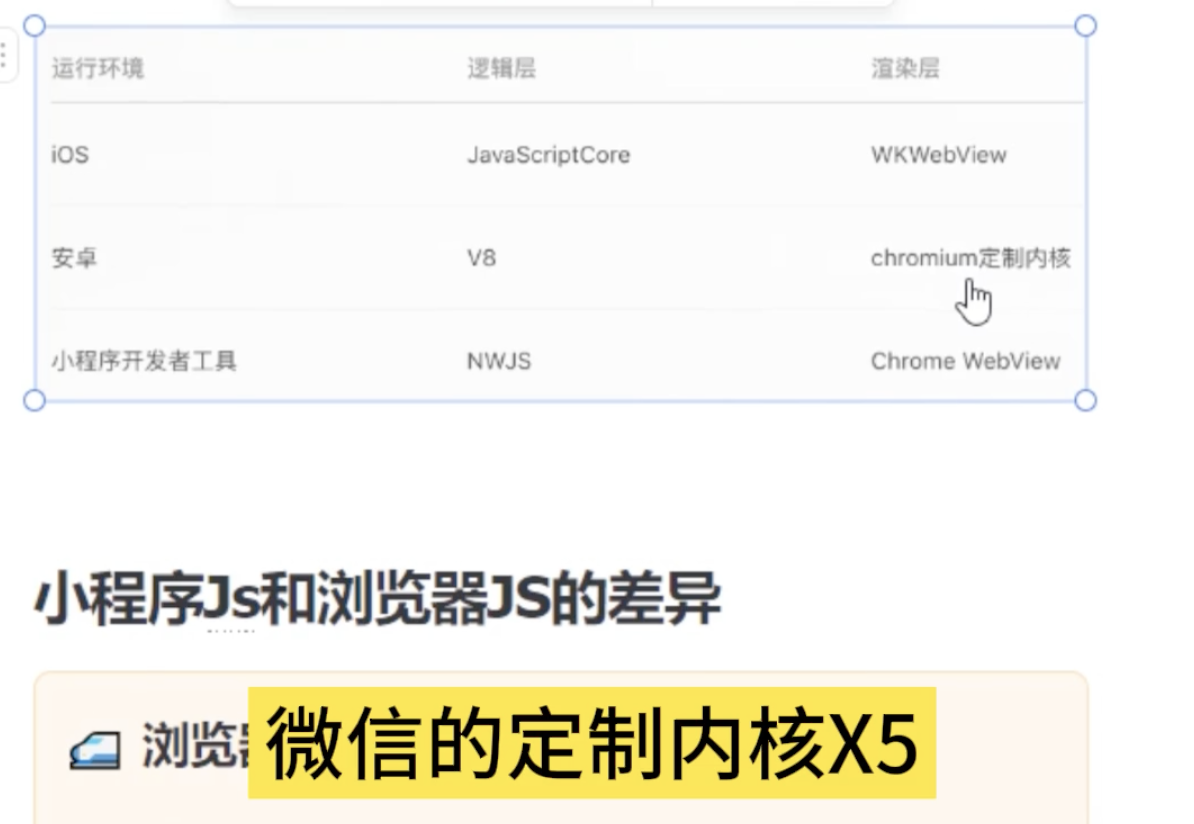 运行环境 逻辑层 渲染层
iOS JavaScriptCore WKWebView
安卓 V8 chromium定制内核
小程序开发者工具 NWJS Chrome WebView
小程序Js和浏览器JS的差异
浏览
微信的定制内核X5